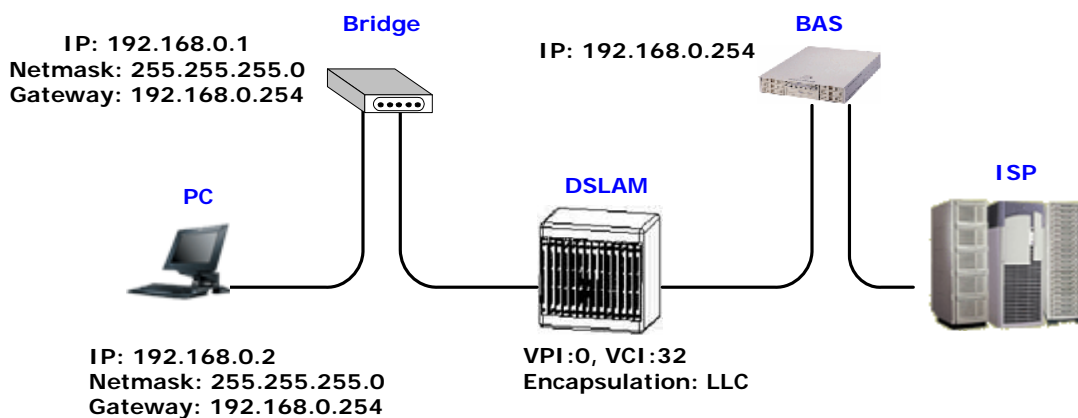 Bridge
IP: 192.168.0.1
Netmask: 255.255.255.0
Gateway: 192.168.0.254
BAS
IP: 192.168.0.254
PC
DSLAM
ISP
IP: 192.168.0.2
Netmask: 255.255.255.0
Gateway: 192.168.0.254
VPI:0, VCI:32
Encapsulation: LLC